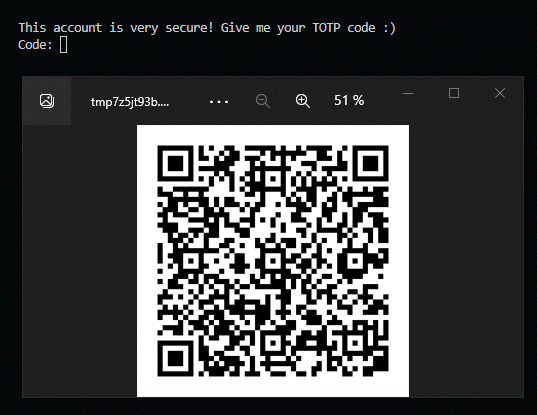 This account is very secure! Give me your TOTP code :)
Code:
tmp7z5jt93b....
51 %